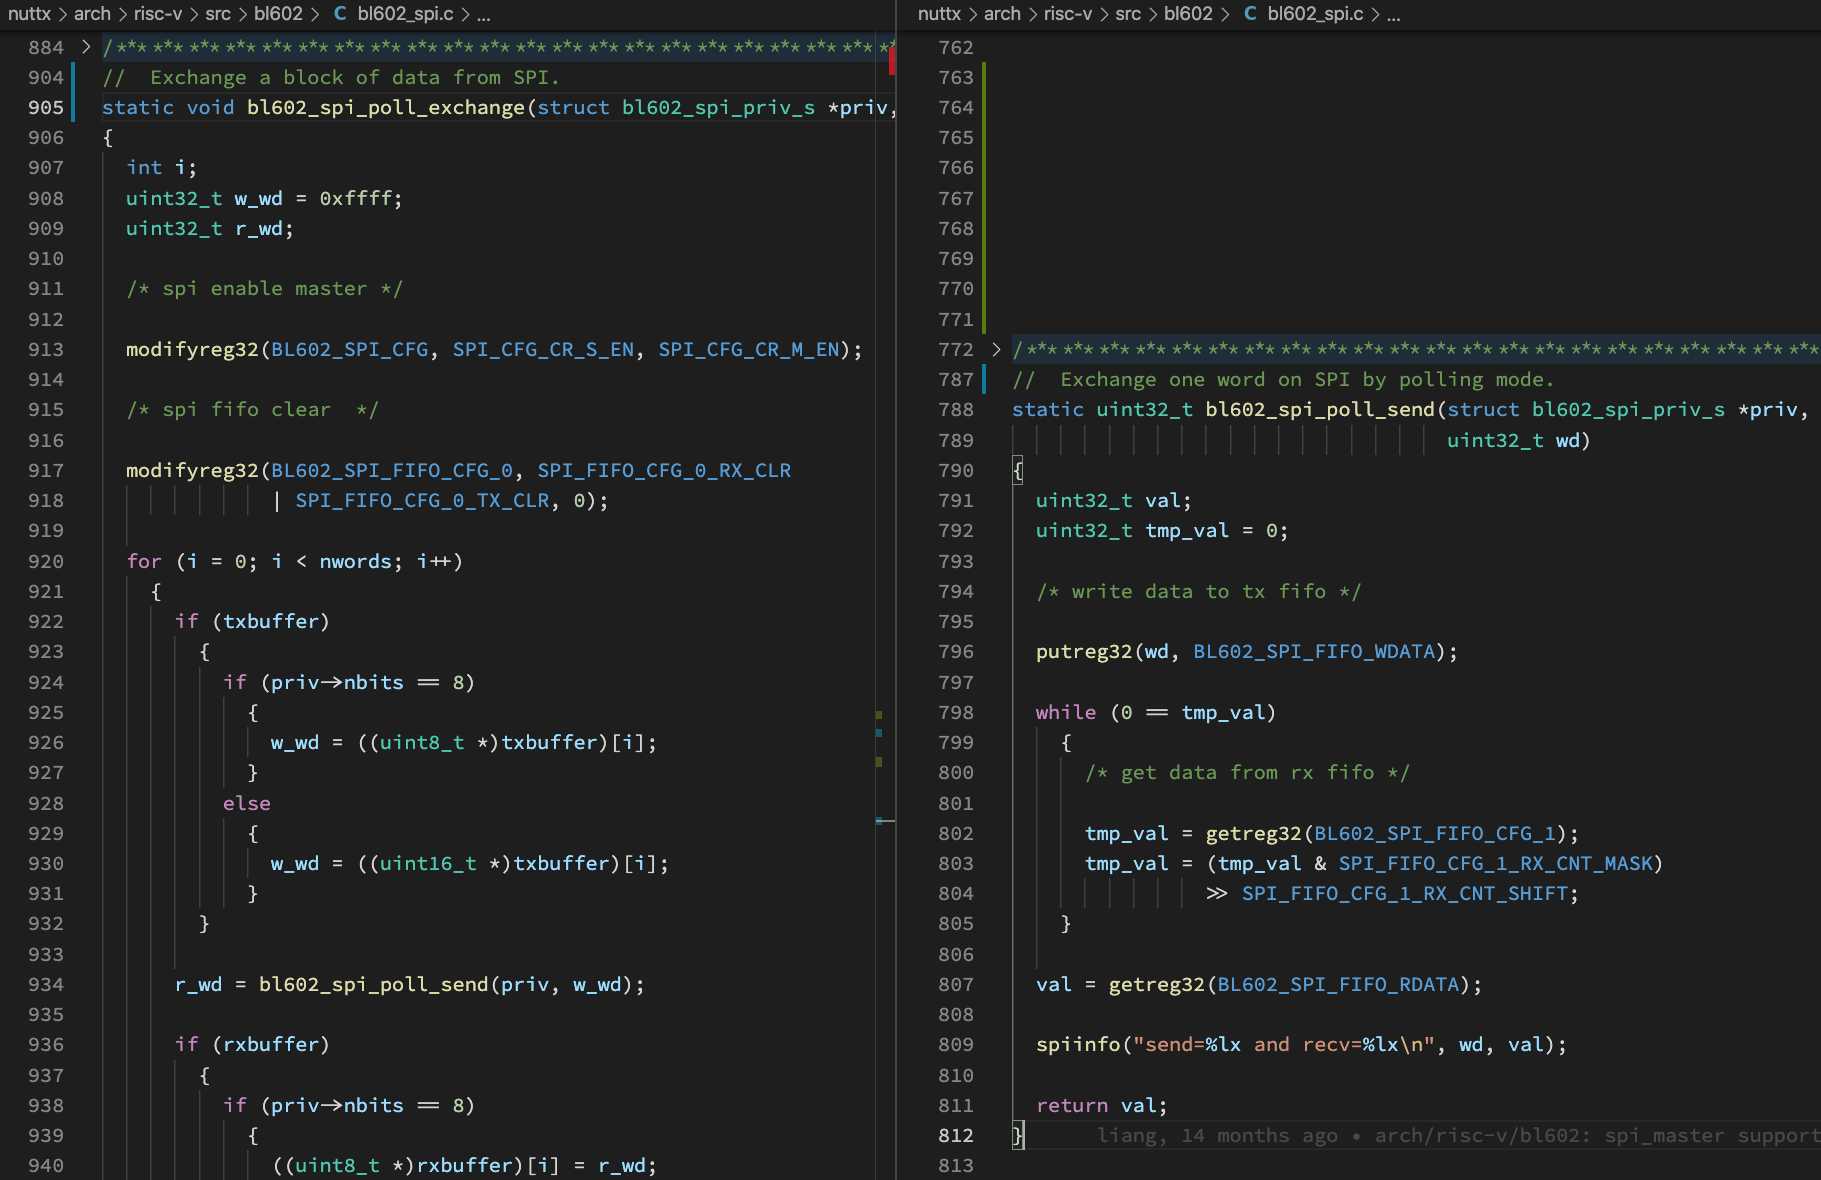 nuttx > arch > risc-v > src > bl602 > C bl602_spi.c > ...
884 > /*** *** *** *** *** *** *** *** *** *** *** *** *** *** *** *** *** *** *** *** *** **
904 // Exchange a block of data from SPI.
905 static void bl602_spi_poll_exchange(struct bl602_spi_priv_s *priv,
906 {
907 int i;
908 uint32_t w_wd = 0xffff;
909 uint32_t r_wd;
910
911 /* spi enable master */
912
913 modifyreg32(BL602_SPI_CFG, SPI_CFG_CR_S_EN, SPI_CFG_CR_M_EN);
914
915 /* spi fifo clear  */
916
917 modifyreg32(BL602_SPI_FIFO_CFG_0, SPI_FIFO_CFG_0_RX_CLR
918 | SPI_FIFO_CFG_0_TX_CLR, 0);
919
920 for (i = 0; i < nwords; i++)
921 {
922 if (txbuffer)
923 {
924 if (priv->nbits == 8)
925 {
926 w_wd = ((uint8_t *)txbuffer)[i];
927 }
928 else
929 {
930 w_wd = ((uint16_t *)txbuffer)[i];
931 }
932 }
933
934 r_wd = bl602_spi_poll_send(priv, w_wd);
935
936 if (rxbuffer)
937 {
938 if (priv->nbits == 8)
939 {
940 ((uint8_t *)rxbuffer)[i] = r_wd;
nuttx > arch > risc-v > src > bl602 > C bl602_spi.c > ...
762
763
764
765
766
767
768
769
770
771
772 > /*** *** *** *** *** *** *** *** *** *** *** *** *** *** *** *** *** *** *** *** *** ***
787 // Exchange one word on SPI by polling mode.
788 static uint32_t bl602_spi_poll_send(struct bl602_spi_priv_s *priv,
789 uint32_t wd)
790 {
791 uint32_t val;
792 uint32_t tmp_val = 0;
793
794 /* write data to tx fifo */
795
796 putreg32(wd, BL602_SPI_FIFO_WDATA);
797
798 while (0 == tmp_val)
799 {
800 /* get data from rx fifo */
801
802 tmp_val = getreg32(BL602_SPI_FIFO_CFG_1);
803 tmp_val = (tmp_val & SPI_FIFO_CFG_1_RX_CNT_MASK)
804 >> SPI_FIFO_CFG_1_RX_CNT_SHIFT;
805 }
806
807 val = getreg32(BL602_SPI_FIFO_RDATA);
808
809 spiinfo("send=%lx and recv=%lx\n", wd, val);
810
811 return val;
812 } liang, 14 months ago • arch/risc-v/bl602: spi_master support
813